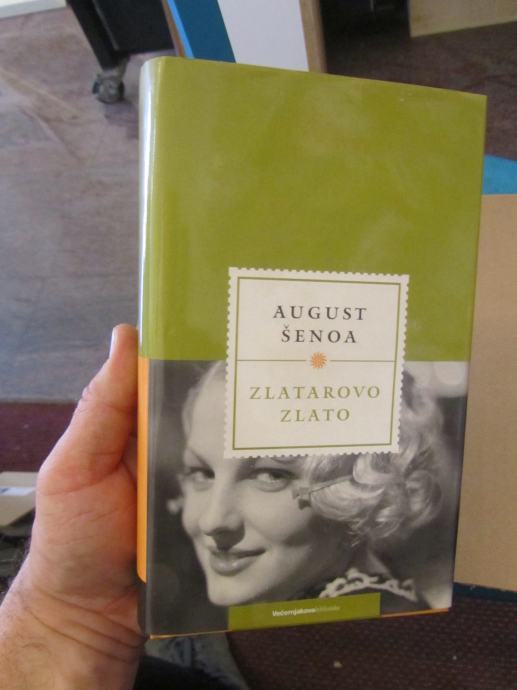 AUGUST
ŠENOA
ZLATAROVO
ZLATO
Večernjakova biblioteka